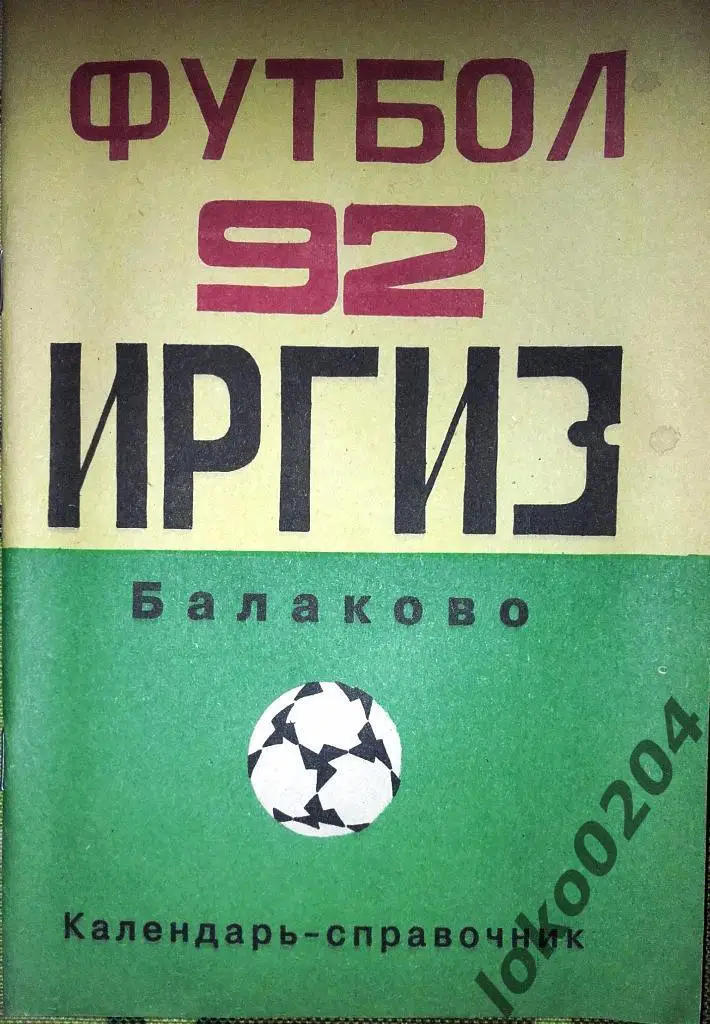 ФУТБОЛ
92
ИРГИЗ
Балаково
Календарь-справочник
loko0204